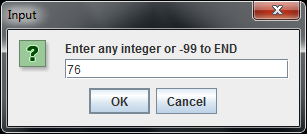 Input
?
Enter any integer or -99 to END
76
OK
Cancel